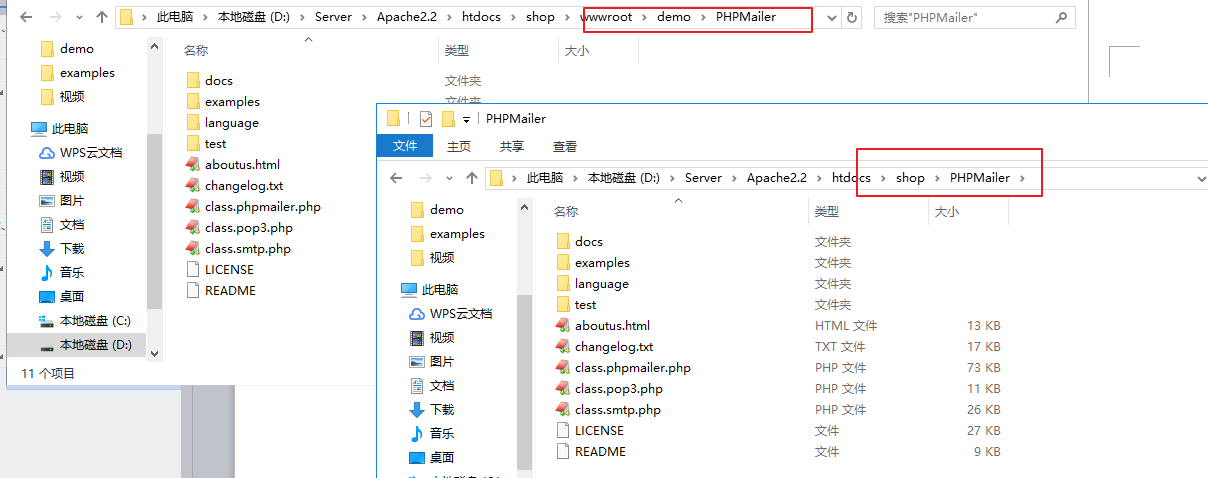 此电脑 › 本地磁盘 (D:) › Server › Apache2.2 › htdocs › shop › wwwroot › demo › PHPMailer
搜索"PHPMailer"
demo
examples
视频
此电脑
WPS云文档
视频
图片
文档
下载
音乐
桌面
本地磁盘 (C:)
本地磁盘 (D:)
名称 类型 大小
docs 文件夹
examples 文件夹
language
test
aboutus.html
changelog.txt
class.phpmailer.php
class.pop3.php
class.smtp.php
LICENSE
README
11 个项目
PHPMailer
文件 主页 共享 查看
此电脑 › 本地磁盘 (D:) › Server › Apache2.2 › htdocs › shop › PHPMailer ›
demo
examples
视频
此电脑
WPS云文档
视频
图片
文档
下载
音乐
桌面
名称 类型 大小
docs 文件夹
examples 文件夹
language 文件夹
test 文件夹
aboutus.html HTML 文件 13 KB
changelog.txt TXT 文件 17 KB
class.phpmailer.php PHP 文件 73 KB
class.pop3.php PHP 文件 11 KB
class.smtp.php PHP 文件 26 KB
LICENSE 文件 27 KB
README 文件 9 KB